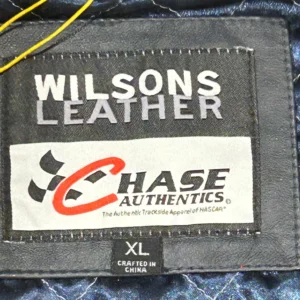 WILSONS
LEATHER
CHASE
AUTHENTICS®
The Authentic Trackside Apparel of NASCAR®
XL
CRAFTED IN
CHINA